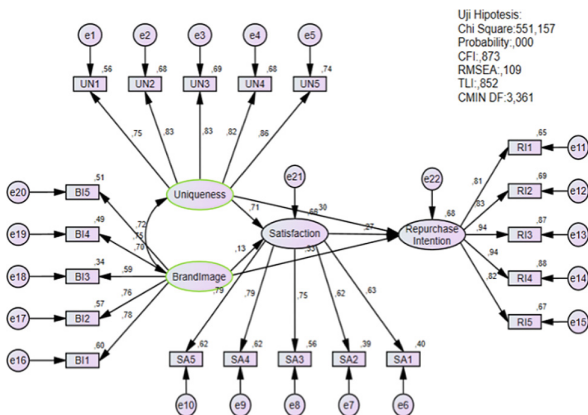 e1 e2 e3 e4 e5
Uji Hipotesis:
Chi Square:551,157
Probability:,000
CFI:,873
RMSEA:,109
TLI:,852
CMIN DF:3,361
,56 ,68 ,69 ,68 ,74
UN1 UN2 UN3 UN4 UN5
,75 ,83 ,83 ,82 ,86
,65
RI1 e11
e21 e22
,81
,51
e20 BI5
Uniqueness
,69
RI2 e12
,83
,72 ,71 ,66 ,30
,75
,49
e19 BI4
,70
Satisfaction
,27
,68
Repurchase
Intention
,94
,87
RI3 e13
,34
e18 BI3
,59
BrandImage
,13
,53
,94
,88
RI4 e14
,57
e17 BI2
,76
,79 ,79 ,75 ,62 ,63
,82
,67
RI5 e15
,78
,60
e16 BI1
,62 ,62 ,56 ,39 ,40
SA5 SA4 SA3 SA2 SA1
e10 e9 e8 e7 e6